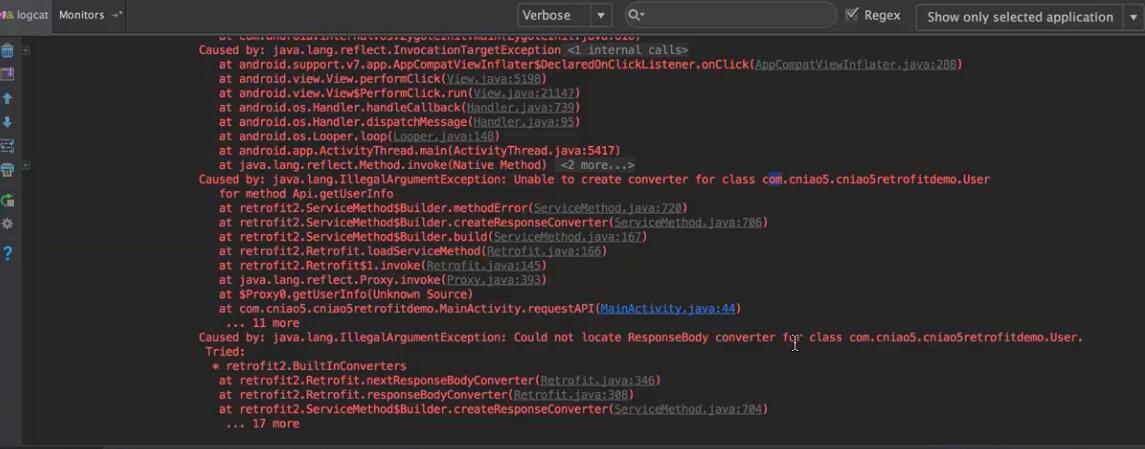 logcat Monitors →* Verbose Regex Show only selected application
Caused by: java.lang.reflect.InvocationTargetException <1 internal calls>
at android.support.v7.app.AppCompatViewInflater$DeclaredOnClickListener.onClick(AppCompatViewInflater.java:288)
at android.view.View.performClick(View.java:5198)
at android.view.View$PerformClick.run(View.java:21147)
at android.os.Handler.handleCallback(Handler.java:739)
at android.os.Handler.dispatchMessage(Handler.java:95)
at android.os.Looper.loop(Looper.java:148)
at android.app.ActivityThread.main(ActivityThread.java:5417)
at java.lang.reflect.Method.invoke(Native Method) <2 more...>
Caused by: java.lang.IllegalArgumentException: Unable to create converter for class com.cniao5.cniao5retrofitdemo.User
for method Api.getUserInfo
at retrofit2.ServiceMethod$Builder.methodError(ServiceMethod.java:720)
at retrofit2.ServiceMethod$Builder.createResponseConverter(ServiceMethod.java:706)
at retrofit2.ServiceMethod$Builder.build(ServiceMethod.java:167)
at retrofit2.Retrofit.loadServiceMethod(Retrofit.java:166)
at retrofit2.Retrofit$1.invoke(Retrofit.java:145)
at java.lang.reflect.Proxy.invoke(Proxy.java:393)
at $Proxy0.getUserInfo(Unknown Source)
at com.cniao5.cniao5retrofitdemo.MainActivity.requestAPI(MainActivity.java:44)
... 11 more
Caused by: java.lang.IllegalArgumentException: Could not locate ResponseBody converter for class com.cniao5.cniao5retrofitdemo.User.
Tried:
* retrofit2.BuiltInConverters
at retrofit2.Retrofit.nextResponseBodyConverter(Retrofit.java:346)
at retrofit2.Retrofit.responseBodyConverter(Retrofit.java:308)
at retrofit2.ServiceMethod$Builder.createResponseConverter(ServiceMethod.java:704)
... 17 more